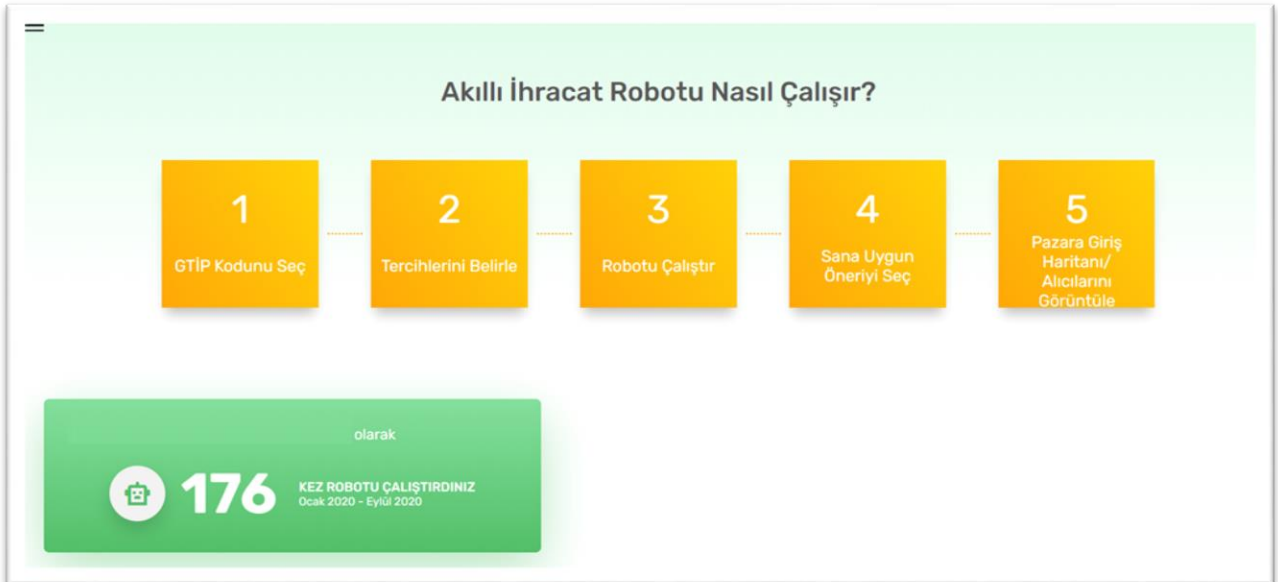 Akıllı İhracat Robotu Nasıl Çalışır?
1
GTİP Kodunu Seç
2
Tercihlerini Belirle
3
Robotu Çalıştır
4
Sana Uygun
Öneriyi Seç
5
Pazara Giriş
Haritanı/
Alıcılarını
Görüntüle
olarak
176
KEZ ROBOTU ÇALIŞTIRDINIZ
Ocak 2020 - Eylül 2020